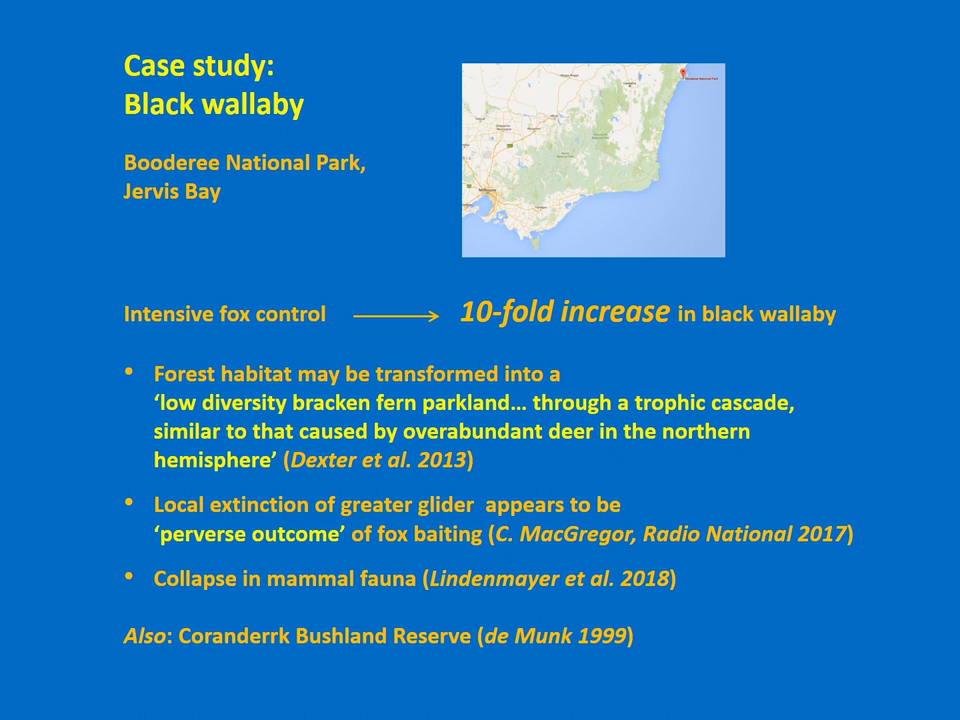 Case study:
Black wallaby
Booderee National Park,
Jervis Bay
Intensive fox control
10-fold increase in black wallaby
• Forest habitat may be transformed into a
‘low diversity bracken fern parkland… through a trophic cascade,
similar to that caused by overabundant deer in the northern
hemisphere’ (Dexter et al. 2013)
• Local extinction of greater glider appears to be
‘perverse outcome’ of fox baiting (C. MacGregor, Radio National 2017)
• Collapse in mammal fauna (Lindenmayer et al. 2018)
Also: Coranderrk Bushland Reserve (de Munk 1999)